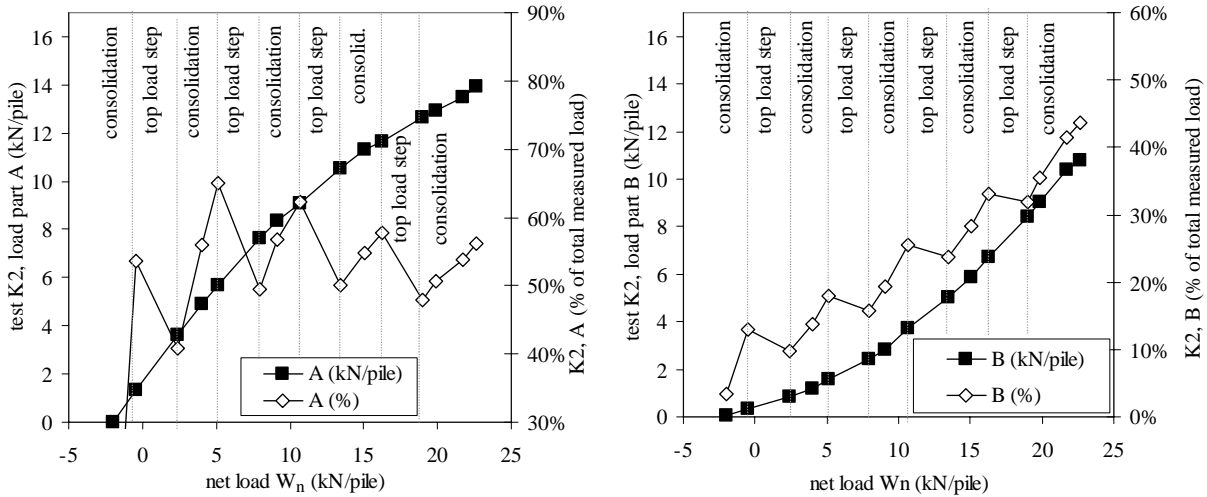 16
14
12
10
8
6
4
2
0
test K2, load part A (kN/pile)
consolidation
top load step
consolidation
top load step
consolidation
top load step
consolid.
top load step
consolidation
90%
80%
70%
60%
50%
40%
30%
K2, A (% of total measured load)
A (kN/pile)
A (%)
-5 0 5 10 15 20 25
net load Wn (kN/pile)
16
14
12
10
8
6
4
2
0
test K2, load part B (kN/pile)
consolidation
top load step
consolidation
top load step
consolidation
top load step
consolidation
top load step
consolidation
60%
50%
40%
30%
20%
10%
0%
K2, B (% of total measured load)
B (kN/pile)
B (%)
-5 0 5 10 15 20 25
net load Wn (kN/pile)